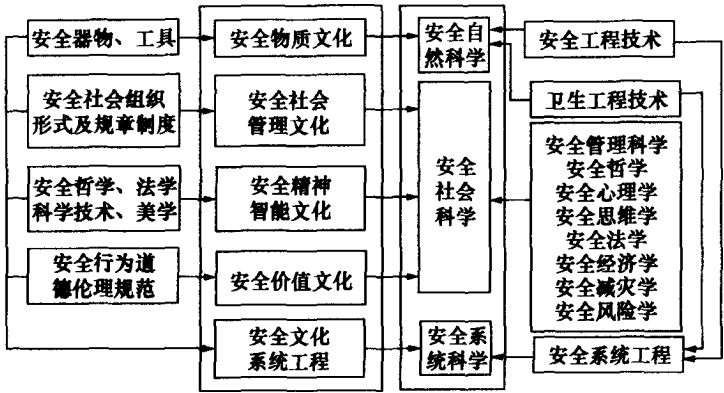 安全器物、工具
安全社会组织
形式及规章制度
安全哲学、法学
科学技术、美学
安全行为道
德伦理规范
安全物质文化
安全社会
管理文化
安全精神
智能文化
安全价值文化
安全文化
系统工程
安全自
然科学
安全
社会
科学
安全系
统科学
安全工程技术
卫生工程技术
安全管理科学
安全哲学
安全心理学
安全思维学
安全法学
安全经济学
安全减灾学
安全风险学
安全系统工程